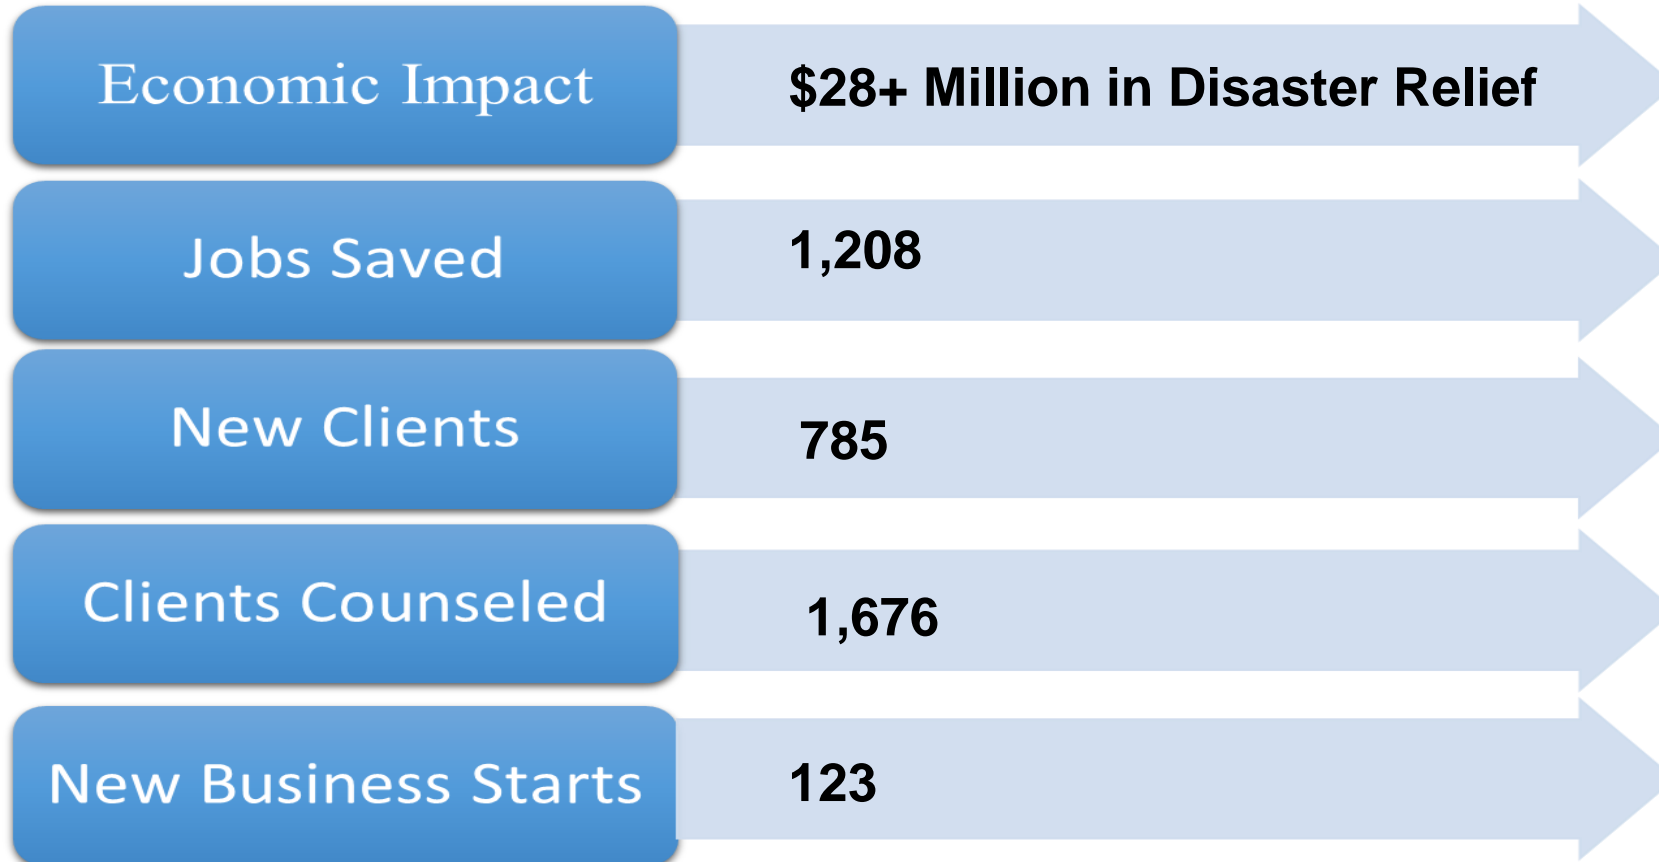 Economic Impact
$28+ Million in Disaster Relief
Jobs Saved
1,208
New Clients
785
Clients Counseled
1,676
New Business Starts
123